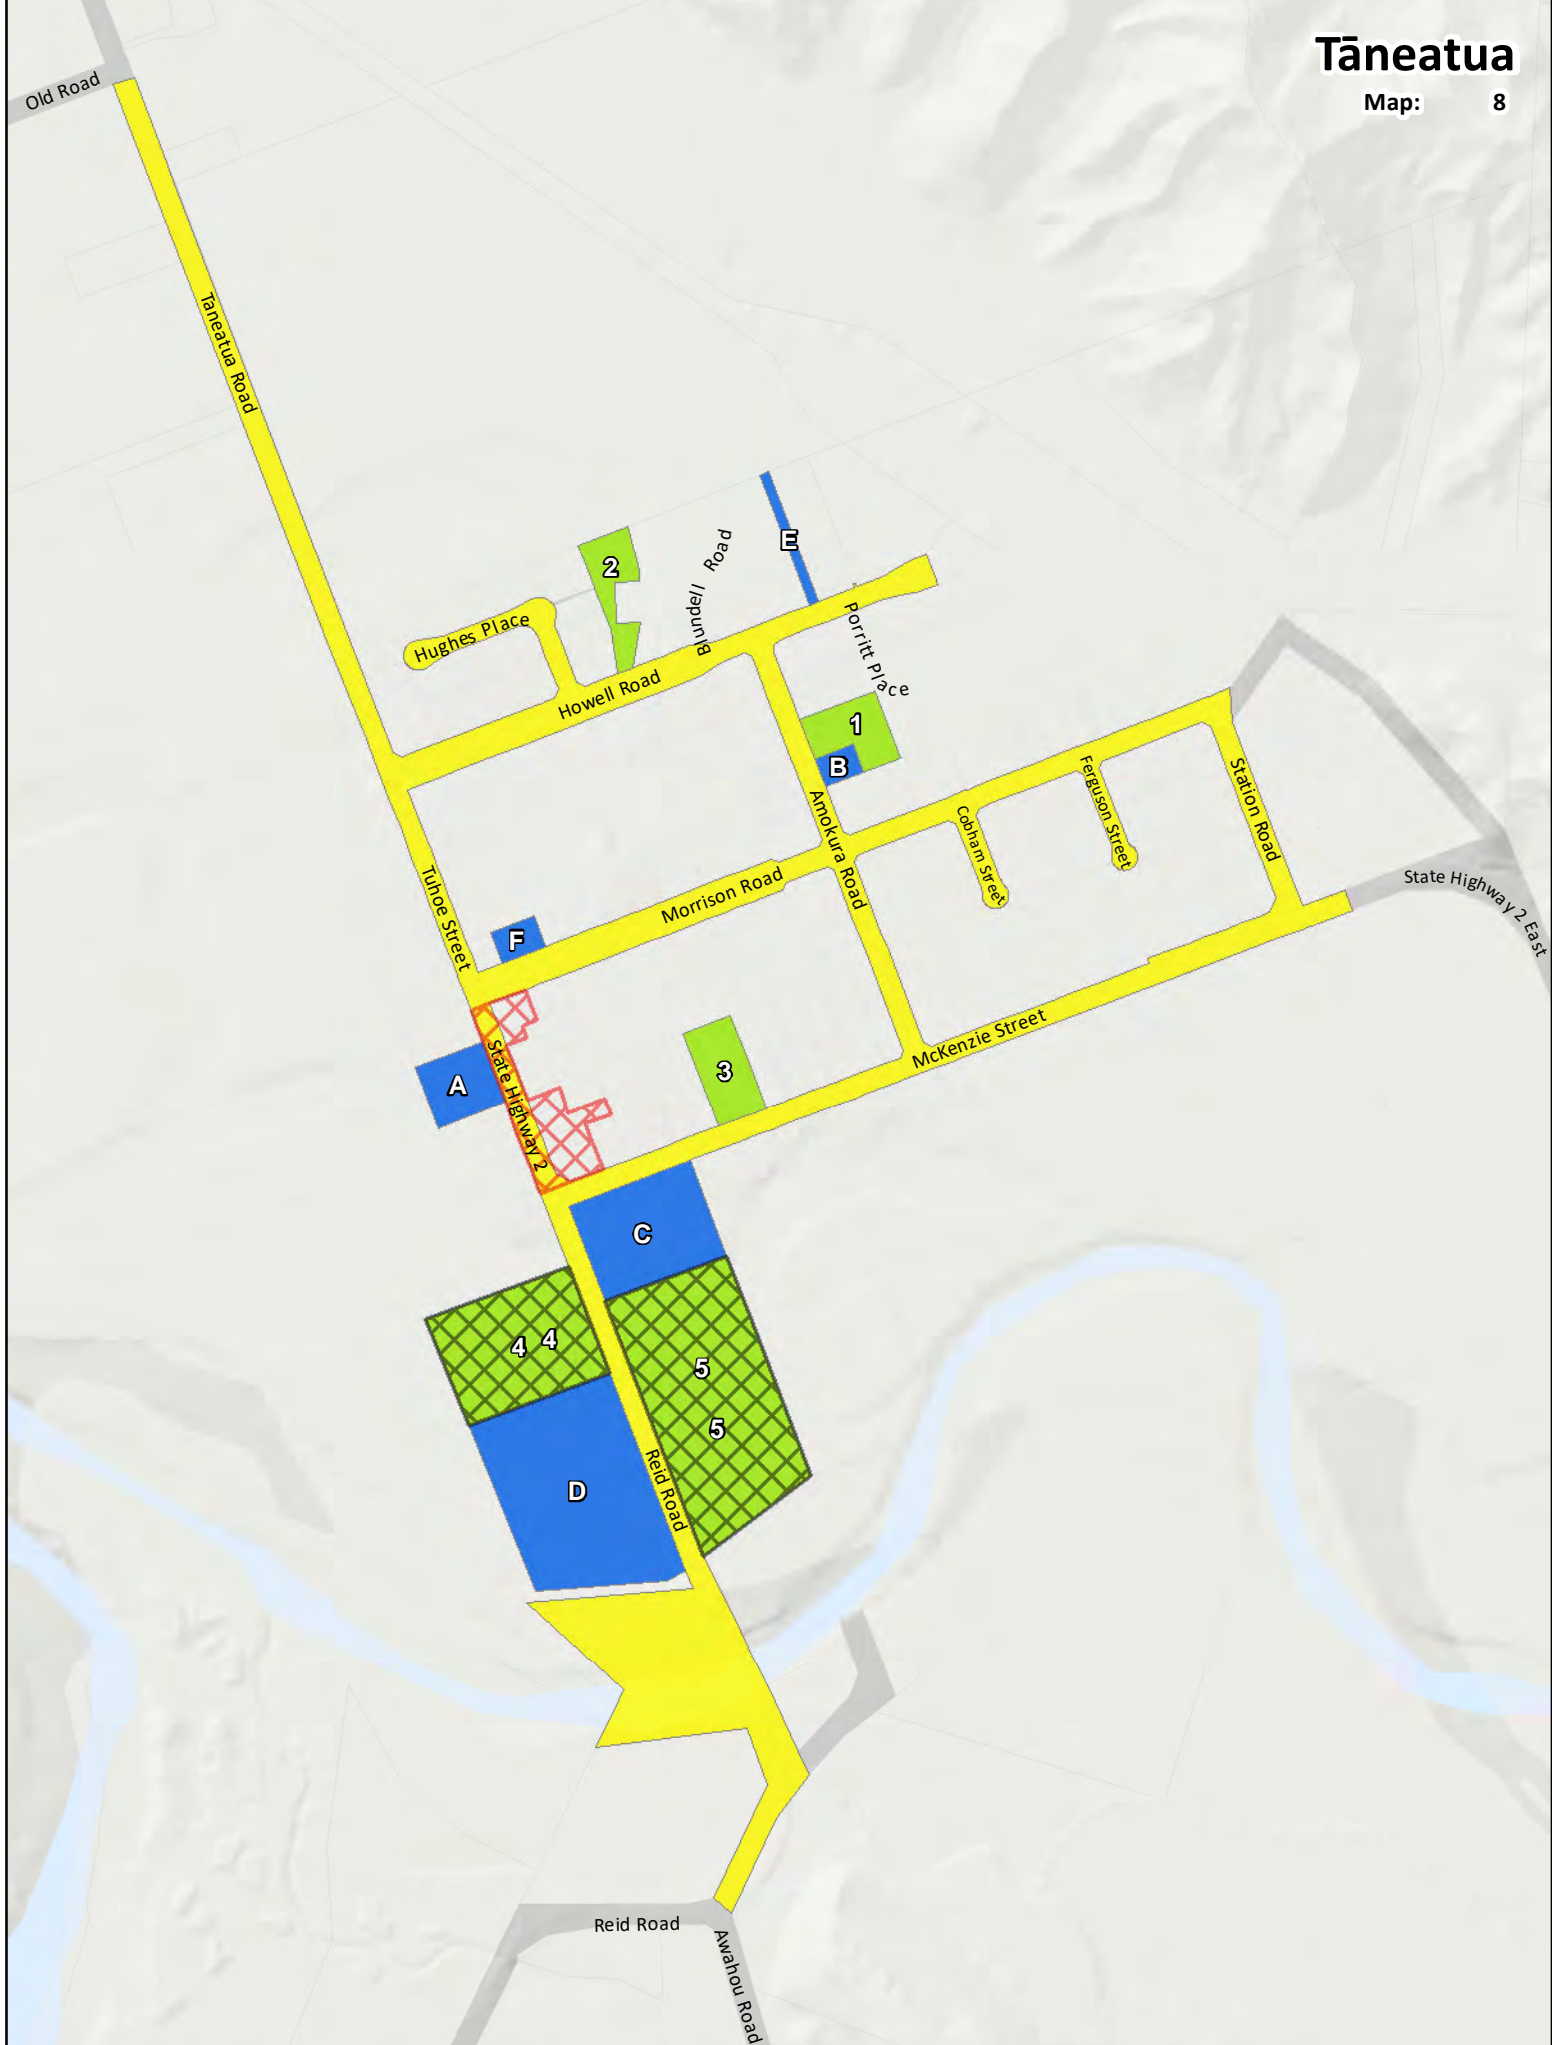 Tāneatua
Map: 8
Old Road
Taneatua Road
2
Blundell Road
E
Hughes Place
Porritt Place
Howell Road
1
B
Amokura Road
Ferguson Street
Station Road
Cobham Street
Tuhoe Street
Morrison Road
State Highway 2 East
F
State Highway 2
A
3
McKenzie Street
C
4 4
5
5
D
Reid Road
Reid Road
Awahou Road